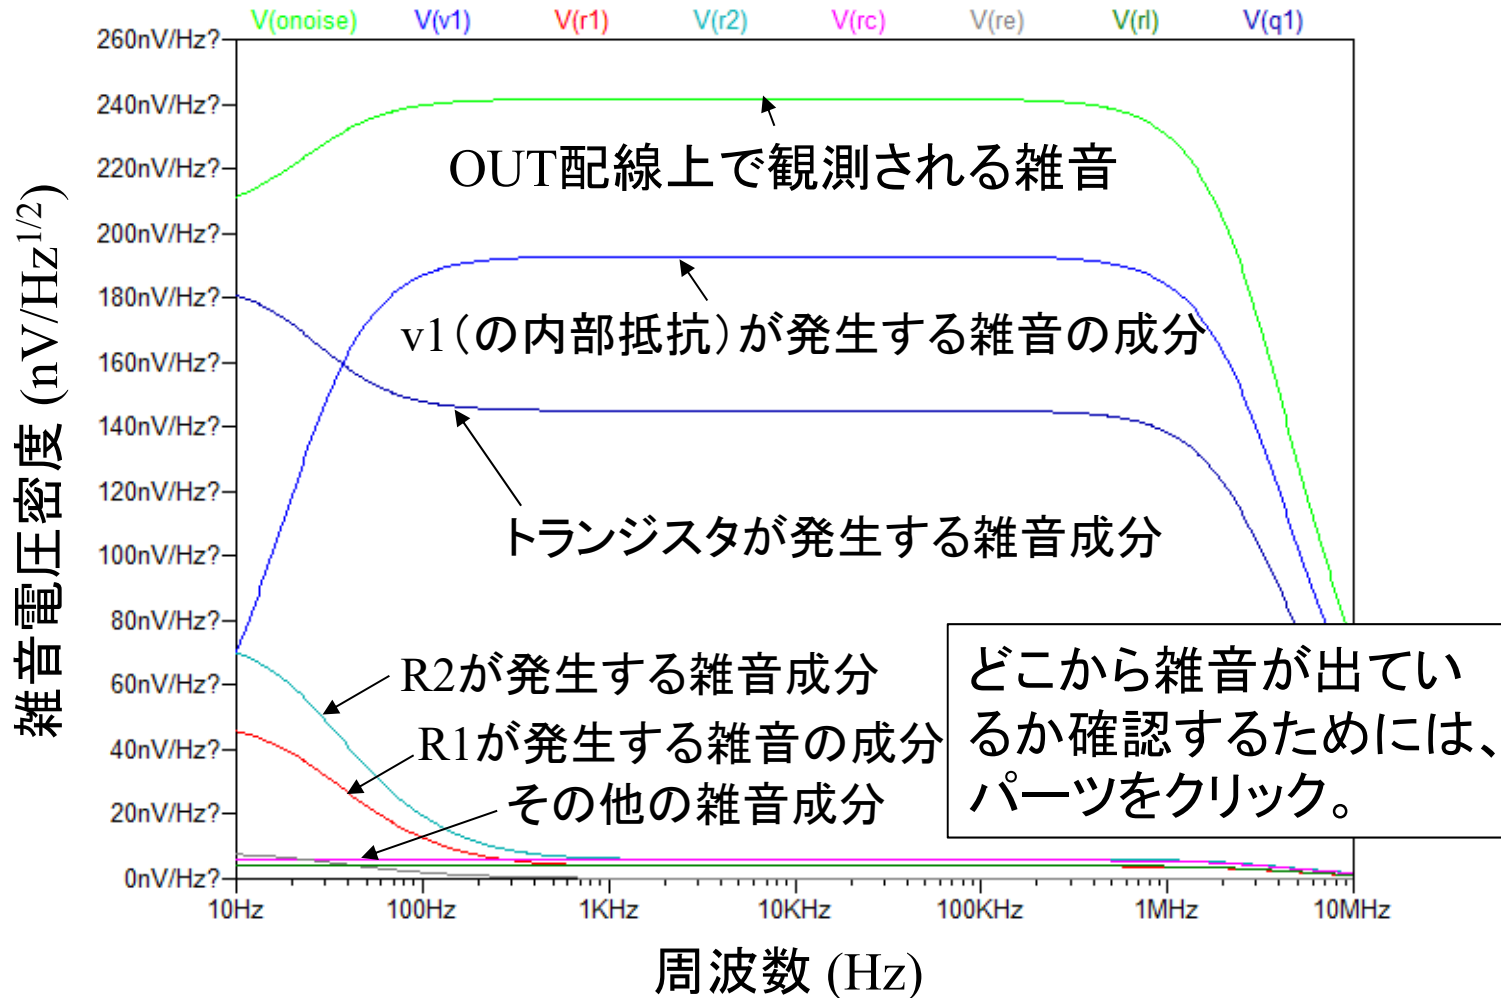 V(onoise) V(v1) V(r1) V(r2) V(rc) V(re) V(rl) V(q1)
260nV/Hz?
240nV/Hz?
220nV/Hz?
200nV/Hz?
180nV/Hz?
160nV/Hz?
140nV/Hz?
120nV/Hz?
100nV/Hz?
80nV/Hz?
60nV/Hz?
40nV/Hz?
20nV/Hz?
0nV/Hz?
雑音電圧密度 (nV/Hz1/2)
OUT配線上で観測される雑音
v1(の内部抵抗)が発生する雑音の成分
トランジスタが発生する雑音成分
R2が発生する雑音成分
R1が発生する雑音の成分
その他の雑音成分
どこから雑音が出てい
るか確認するためには、
パーツをクリック。
10Hz 100Hz 1KHz 10KHz 100KHz 1MHz 10MHz
周波数 (Hz)